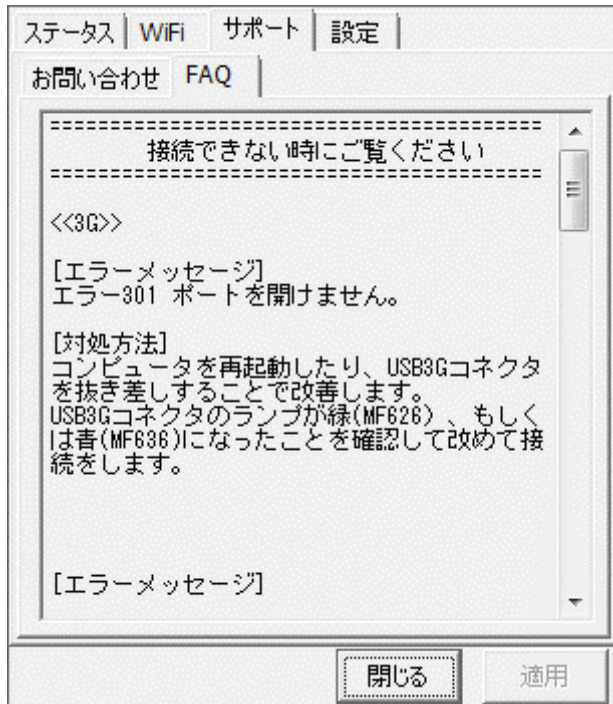 ステータス WiFi サポート 設定
お問い合わせ FAQ
=========================================
接続できない時にご覧ください
=========================================
<<3G>>
[エラーメッセージ]
エラー301 ポートを開けません。
[対処方法]
コンピュータを再起動したり、USB3Gコネクタ
を抜き差しすることで改善します。
USB3Gコネクタのランプが緑(MF626) 、もしく
は青(MF636)になったことを確認して改めて接
続をします。
[エラーメッセージ]
閉じる 適用